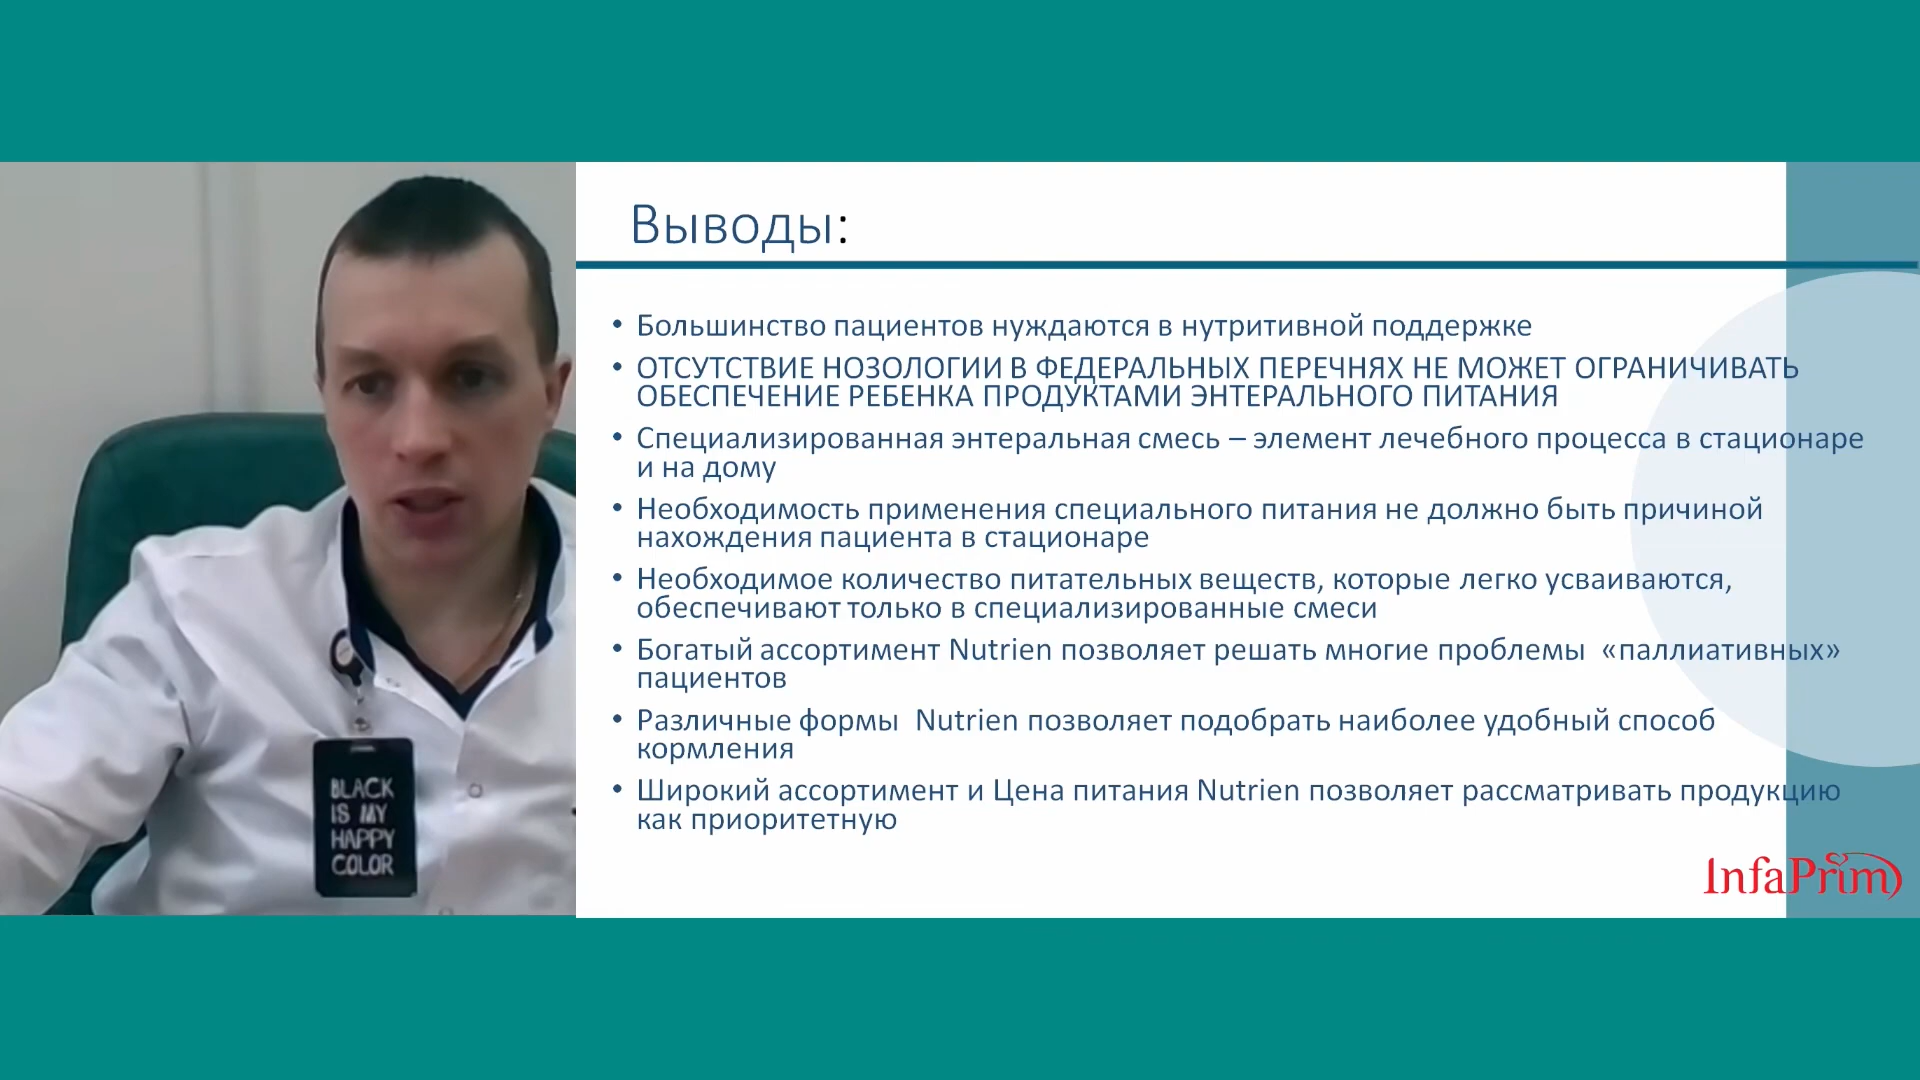 Выводы:
• Большинство пациентов нуждаются в нутритивной поддержке
• ОТСУТСТВИЕ НОЗОЛОГИИ В ФЕДЕРАЛЬНЫХ ПЕРЕЧНЯХ НЕ МОЖЕТ ОГРАНИЧИВАТЬ
ОБЕСПЕЧЕНИЕ РЕБЕНКА ПРОДУКТАМИ ЭНТЕРАЛЬНОГО ПИТАНИЯ
• Специализированная энтеральная смесь – элемент лечебного процесса в стационаре
и на дому
• Необходимость применения специального питания не должно быть причиной
нахождения пациента в стационаре
• Необходимое количество питательных веществ, которые легко усваиваются,
обеспечивают только в специализированные смеси
• Богатый ассортимент Nutrien позволяет решать многие проблемы «паллиативных»
пациентов
• Различные формы Nutrien позволяет подобрать наиболее удобный способ
кормления
• Широкий ассортимент и Цена питания Nutrien позволяет рассматривать продукцию
как приоритетную
InfaPrim
BLACK
IS MY
HAPPY
COLOR